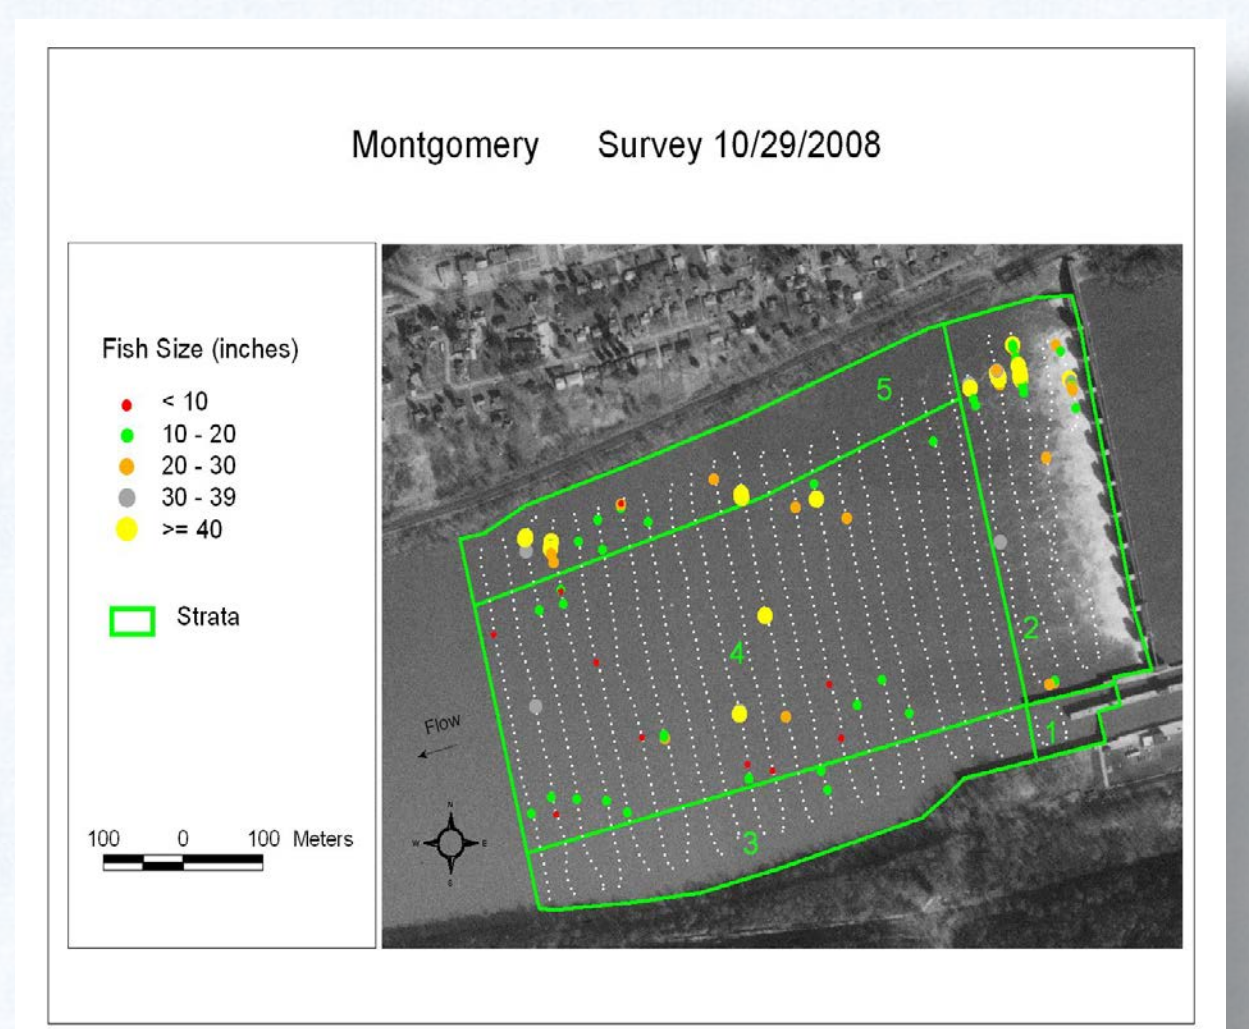 Montgomery Survey 10/29/2008
Fish Size (inches)
< 10
10 - 20
20 - 30
30 - 39
>= 40
Strata
100 0 100 Meters
5
4
2
1
3
Flow
N
W E
S